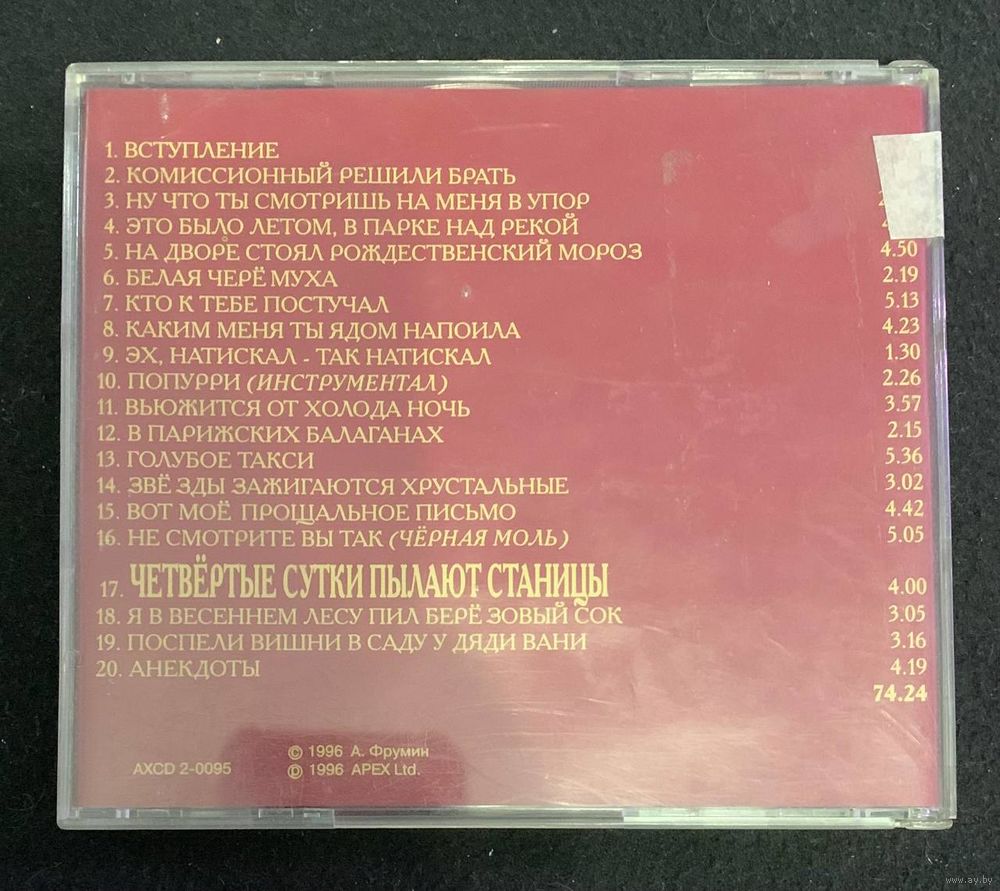 1. ВСТУПЛЕНИЕ
2. КОМИССИОННЫЙ РЕШИЛИ БРАТЬ
3. НУ ЧТО ТЫ СМОТРИШЬ НА МЕНЯ В УПОР
4. ЭТО БЫЛО ЛЕТОМ, В ПАРКЕ НАД РЕКОЙ
5. НА ДВОРЕ СТОЯЛ РОЖДЕСТВЕНСКИЙ МОРОЗ 4.50
6. БЕЛАЯ ЧЕРЁ МУХА 2.19
7. КТО К ТЕБЕ ПОСТУЧАЛ 5.13
8. КАКИМ МЕНЯ ТЫ ЯДОМ НАПОИЛА 4.23
9. ЭХ, НАТИСКАЛ - ТАК НАТИСКАЛ 1.30
10. ПОПУРРИ (ИНСТРУМЕНТАЛ) 2.26
11. ВЬЮЖИТСЯ ОТ ХОЛОДА НОЧЬ 3.57
12. В ПАРИЖСКИХ БАЛАГАНАХ 2.15
13. ГОЛУБОЕ ТАКСИ 5.36
14. ЗВЁ ЗДЫ ЗАЖИГАЮТСЯ ХРУСТАЛЬНЫЕ 3.02
15. ВОТ МОЁ ПРОЩАЛЬНОЕ ПИСЬМО 4.42
16. НЕ СМОТРИТЕ ВЫ ТАК (ЧЁРНАЯ МОЛЬ) 5.05
17. ЧЕТВЁРТЫЕ СУТКИ ПЫЛАЮТ СТАНИЦЫ 4.00
18. Я В ВЕСЕННЕМ ЛЕСУ ПИЛ БЕРЁ ЗОВЫЙ СОК 3.05
19. ПОСПЕЛИ ВИШНИ В САДУ У ДЯДИ ВАНИ 3.16
20. АНЕКДОТЫ 4.19
74.24
© 1996 А. Фрумин
AXCD 2-0095 ℗ 1996 APEX Ltd.
www.ay.by